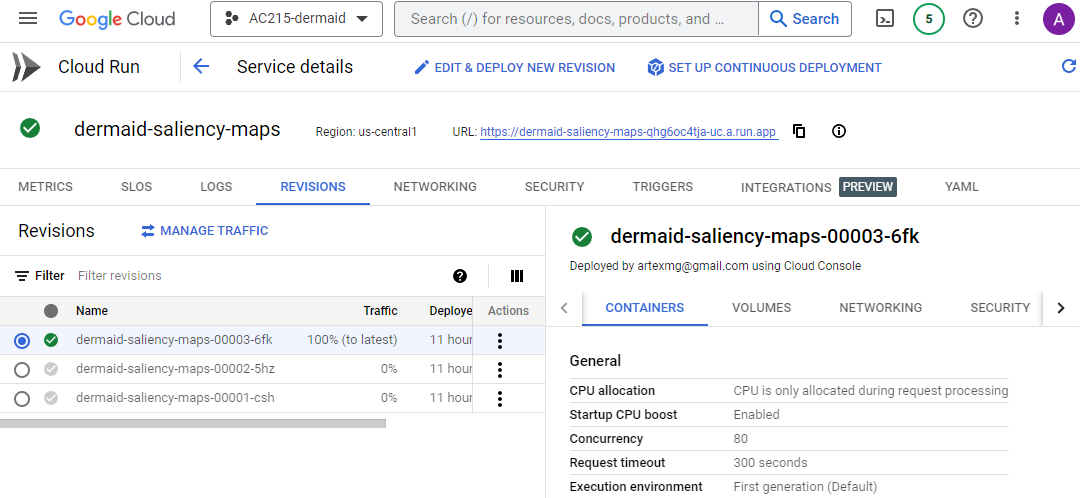 Google Cloud AC215-dermaid Search (/) for resources, docs, products, and ... Search 5 A
Cloud Run Service details EDIT & DEPLOY NEW REVISION SET UP CONTINUOUS DEPLOYMENT
dermaid-saliency-maps Region: us-central1 URL: https://dermaid-saliency-maps-qhg6oc4tja-uc.a.run.app
METRICS SLOS LOGS REVISIONS NETWORKING SECURITY TRIGGERS INTEGRATIONS PREVIEW YAML
Revisions MANAGE TRAFFIC
Filter Filter revisions
Name Traffic Deploye Actions
dermaid-saliency-maps-00003-6fk 100% (to latest) 11 hour
dermaid-saliency-maps-00002-5hz 0% 11 hour
dermaid-saliency-maps-00001-csh 0% 11 hour
dermaid-saliency-maps-00003-6fk
Deployed by artexmg@gmail.com using Cloud Console
CONTAINERS VOLUMES NETWORKING SECURITY
General
CPU allocation CPU is only allocated during request processing
Startup CPU boost Enabled
Concurrency 80
Request timeout 300 seconds
Execution environment First generation (Default)